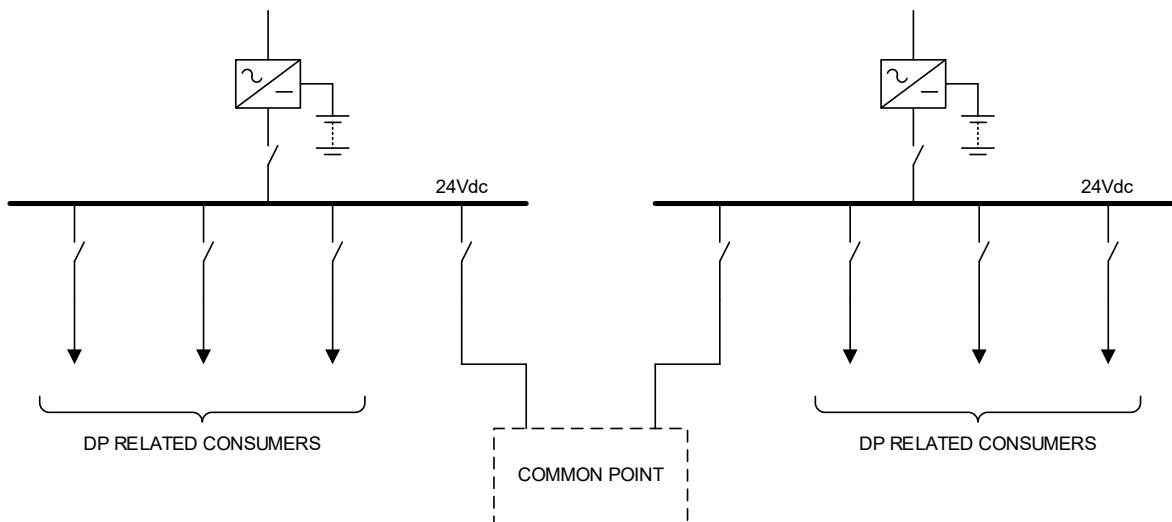 24Vdc
24Vdc
DP RELATED CONSUMERS
DP RELATED CONSUMERS
COMMON POINT